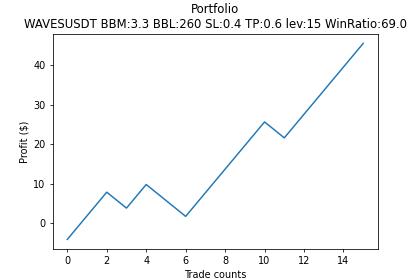 Portfolio
WAVESUSDT BBM:3.3 BBL:260 SL:0.4 TP:0.6 lev:15 WinRatio:69.0
Profit ($)
40
30
20
10
0
0 2 4 6 8 10 12 14
Trade counts